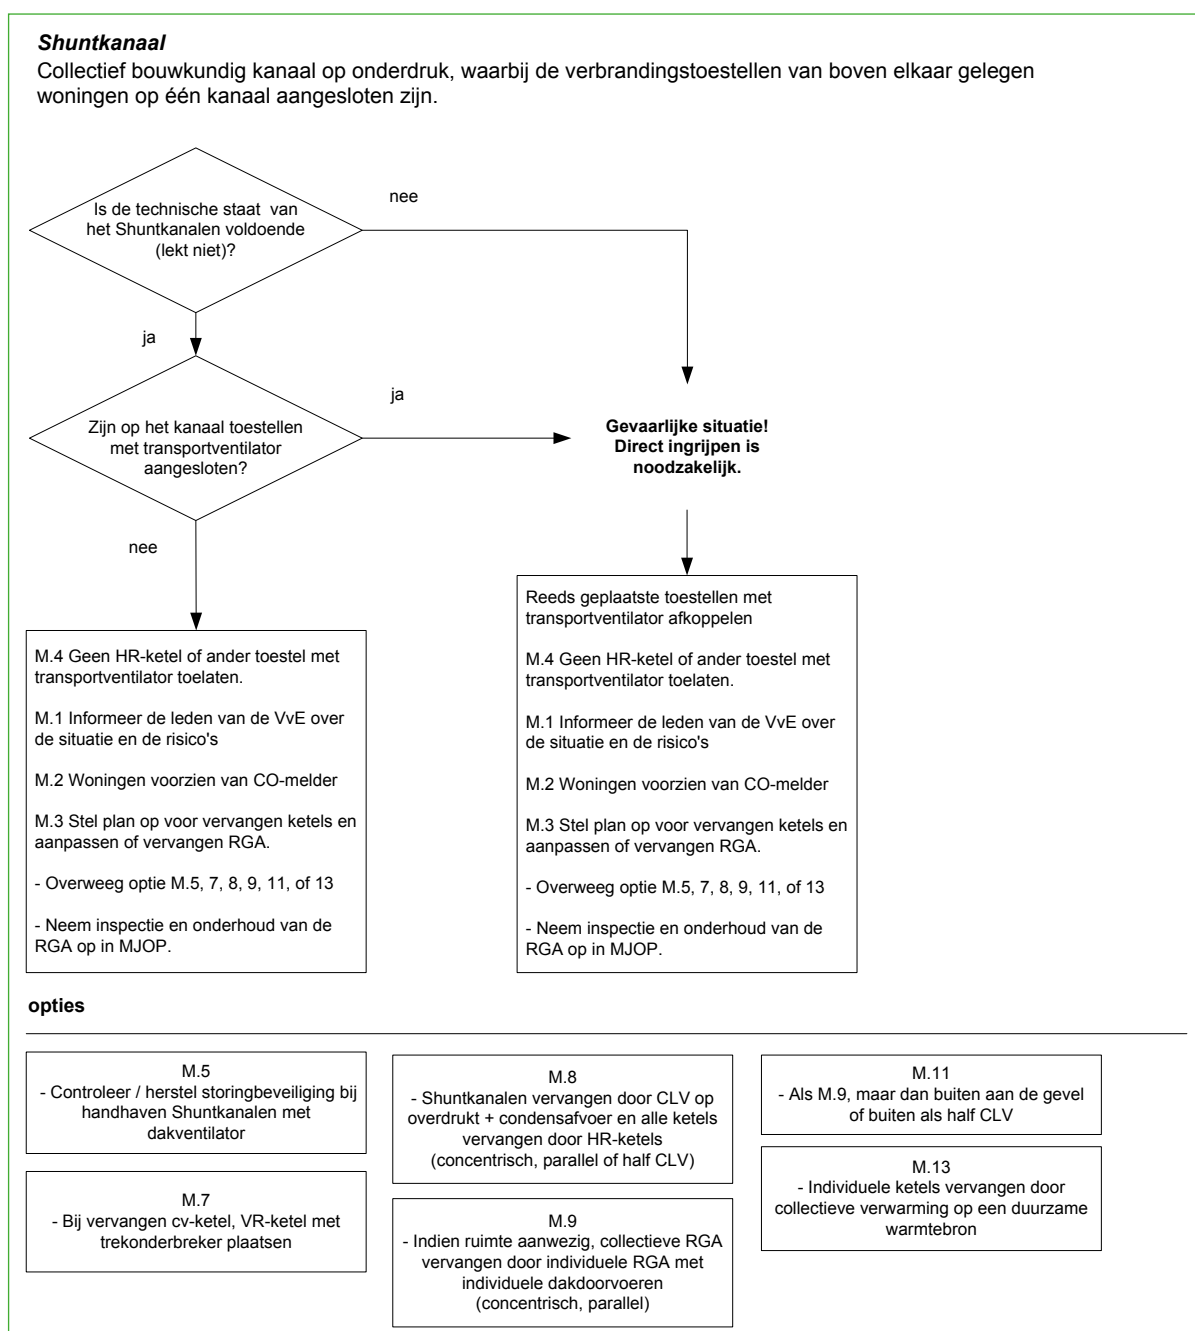 Shuntkanaal
Collectief bouwkundig kanaal op onderdruk, waarbij de verbrandingstoestellen van boven elkaar gelegen
woningen op één kanaal aangesloten zijn.
Is de technische staat van
het Shuntkanalen voldoende
(lekt niet)?
nee
ja
Zijn op het kanaal toestellen
met transportventilator
aangesloten?
ja
Gevaarlijke situatie!
Direct ingrijpen is
noodzakelijk.
nee
M.4 Geen HR-ketel of ander toestel met
transportventilator toelaten.
M.1 Informeer de leden van de VvE over
de situatie en de risico's
M.2 Woningen voorzien van CO-melder
M.3 Stel plan op voor vervangen ketels en
aanpassen of vervangen RGA.
- Overweeg optie M.5, 7, 8, 9, 11, of 13
- Neem inspectie en onderhoud van de
RGA op in MJOP.
Reeds geplaatste toestellen met
transportventilator afkoppelen
M.4 Geen HR-ketel of ander toestel met
transportventilator toelaten.
M.1 Informeer de leden van de VvE over
de situatie en de risico's
M.2 Woningen voorzien van CO-melder
M.3 Stel plan op voor vervangen ketels en
aanpassen of vervangen RGA.
- Overweeg optie M.5, 7, 8, 9, 11, of 13
- Neem inspectie en onderhoud van de
RGA op in MJOP.
opties
M.5
- Controleer / herstel storingbeveiliging bij
handhaven Shuntkanalen met
dakventilator
M.7
- Bij vervangen cv-ketel, VR-ketel met
trekonderbreker plaatsen
M.8
- Shuntkanalen vervangen door CLV op
overdrukt + condensafvoer en alle ketels
vervangen door HR-ketels
(concentrisch, parallel of half CLV)
M.9
- Indien ruimte aanwezig, collectieve RGA
vervangen door individuele RGA met
individuele dakdoorvoeren
(concentrisch, parallel)
M.11
- Als M.9, maar dan buiten aan de gevel
of buiten als half CLV
M.13
- Individuele ketels vervangen door
collectieve verwarming op een duurzame
warmtebron